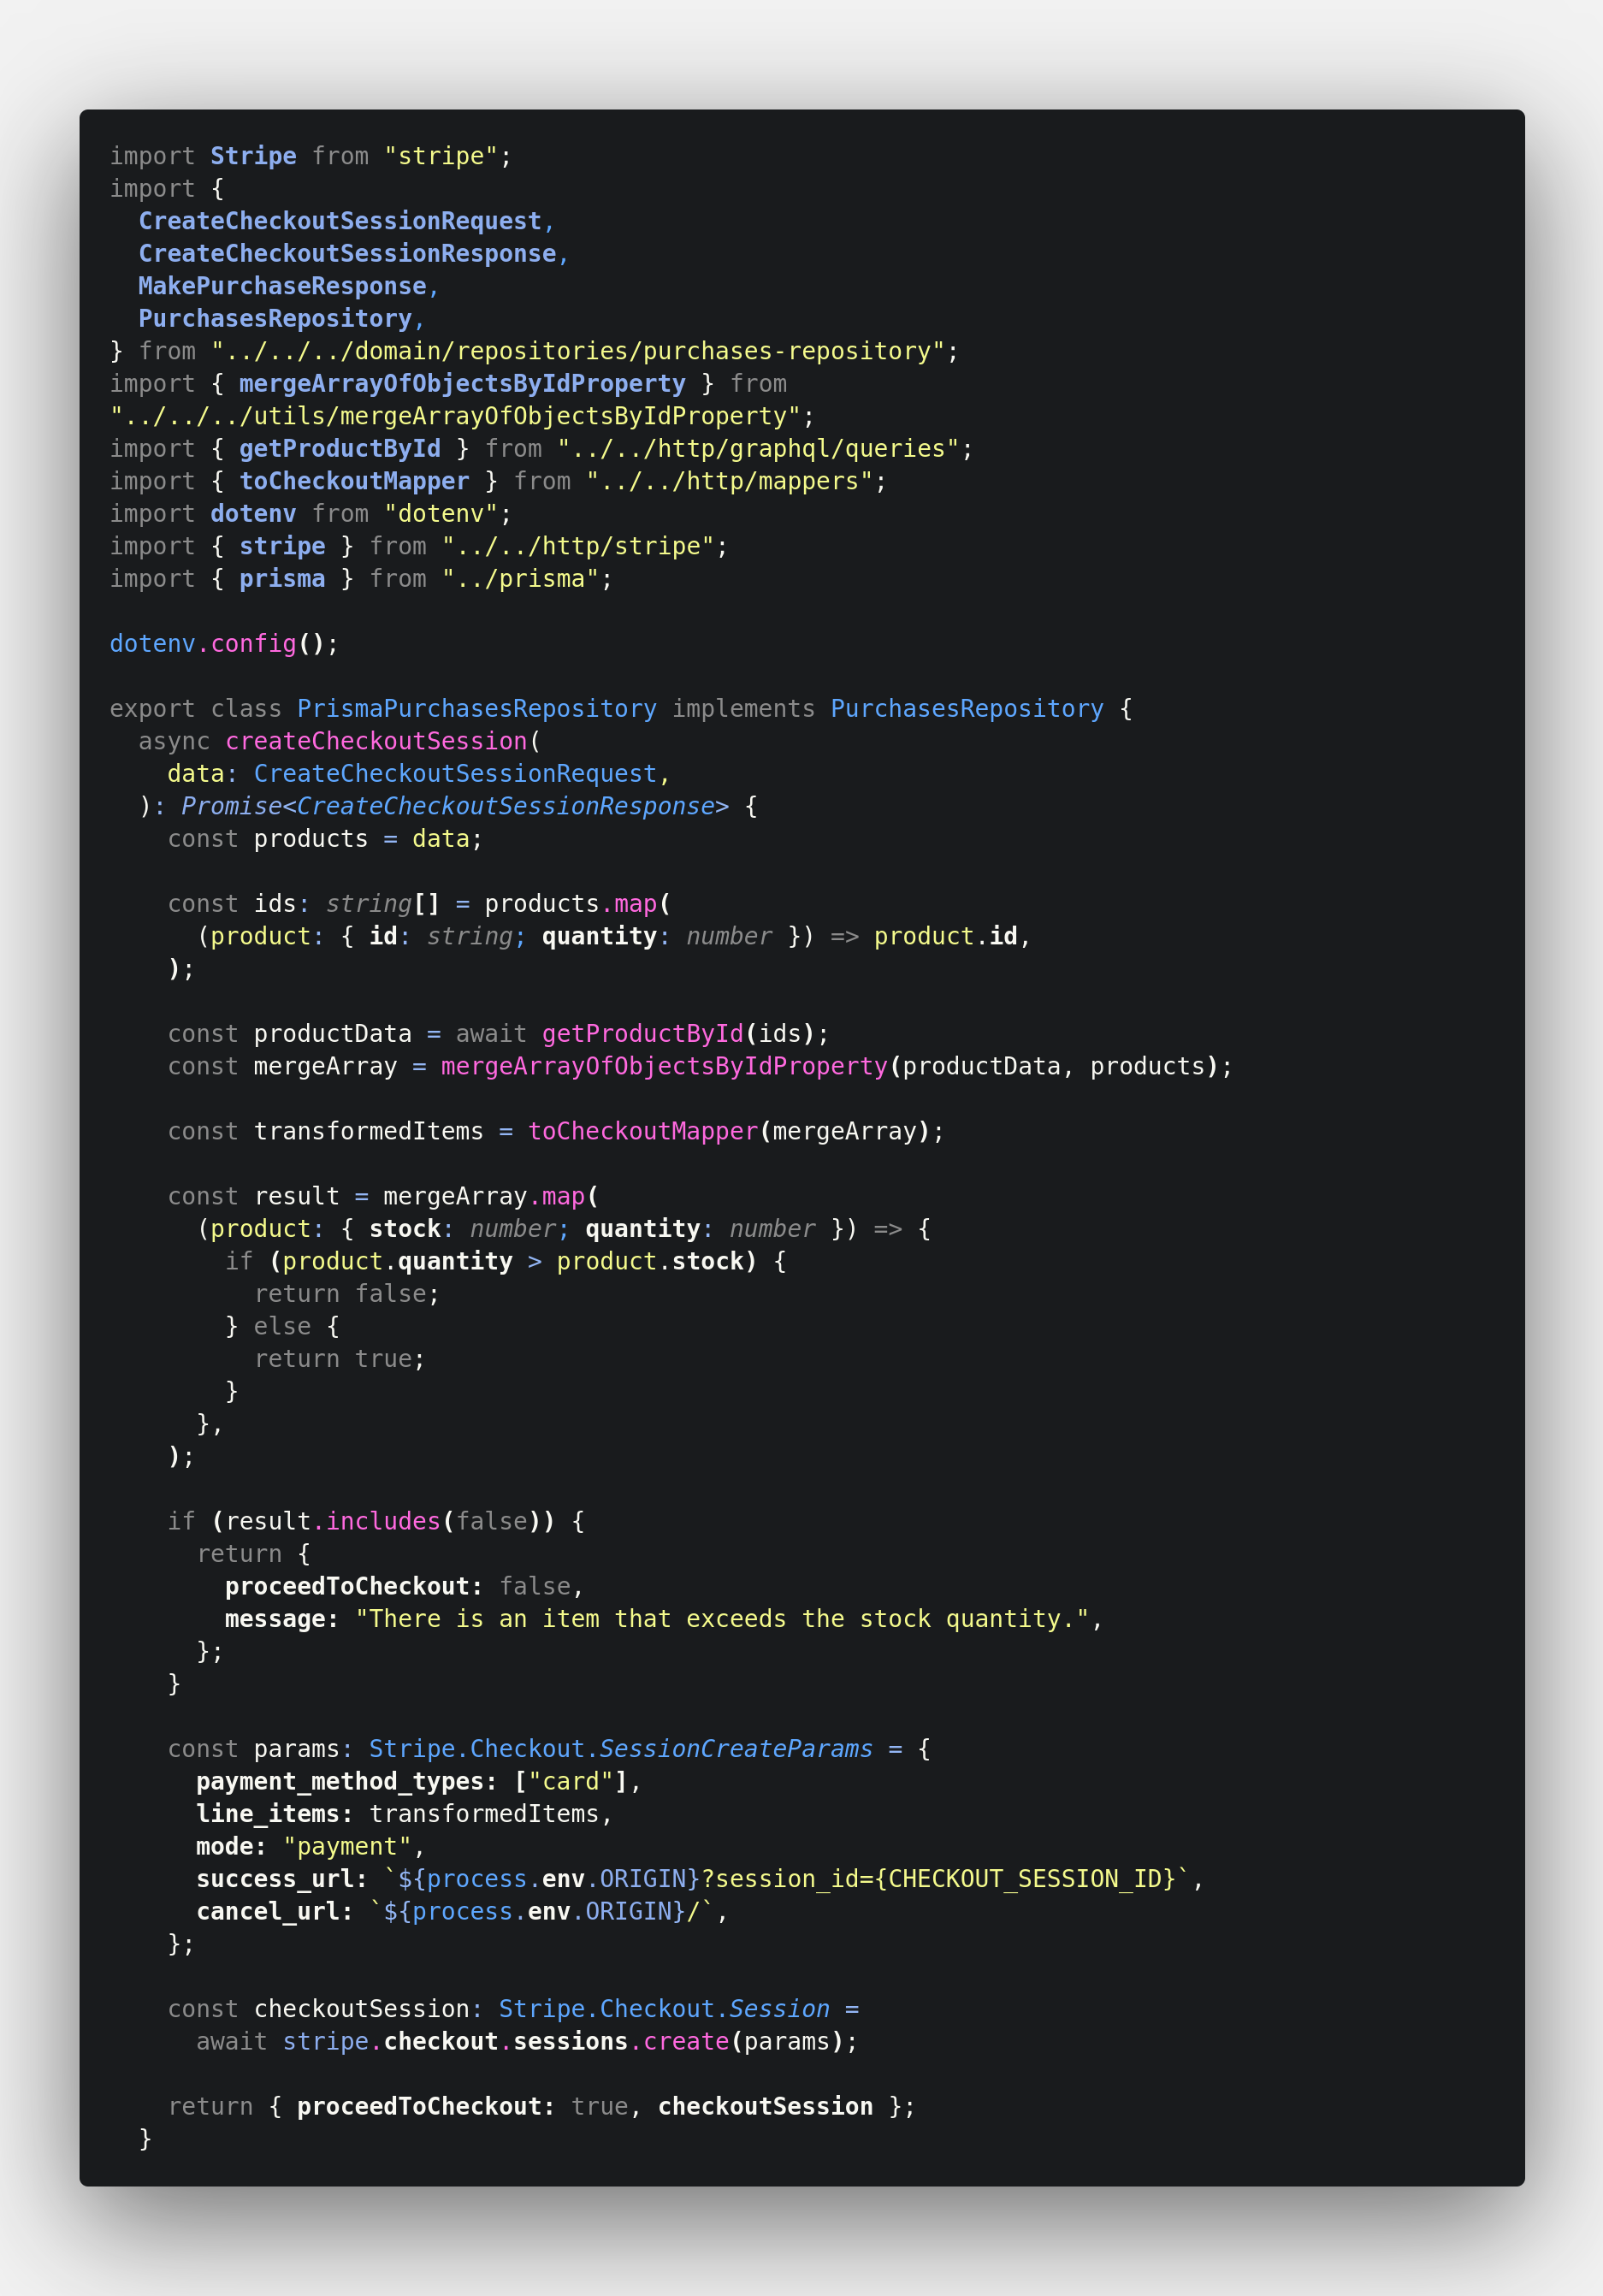 import Stripe from "stripe";
import {
  CreateCheckoutSessionRequest,
  CreateCheckoutSessionResponse,
  MakePurchaseResponse,
  PurchasesRepository,
} from "../../../domain/repositories/purchases-repository";
import { mergeArrayOfObjectsByIdProperty } from
"../../../utils/mergeArrayOfObjectsByIdProperty";
import { getProductById } from "../../http/graphql/queries";
import { toCheckoutMapper } from "../../http/mappers";
import dotenv from "dotenv";
import { stripe } from "../../http/stripe";
import { prisma } from "../prisma";

dotenv.config();

export class PrismaPurchasesRepository implements PurchasesRepository {
  async createCheckoutSession(
    data: CreateCheckoutSessionRequest,
  ): Promise<CreateCheckoutSessionResponse> {
    const products = data;

    const ids: string[] = products.map(
      (product: { id: string; quantity: number }) => product.id,
    );

    const productData = await getProductById(ids);
    const mergeArray = mergeArrayOfObjectsByIdProperty(productData, products);

    const transformedItems = toCheckoutMapper(mergeArray);

    const result = mergeArray.map(
      (product: { stock: number; quantity: number }) => {
        if (product.quantity > product.stock) {
          return false;
        } else {
          return true;
        }
      },
    );

    if (result.includes(false)) {
      return {
        proceedToCheckout: false,
        message: "There is an item that exceeds the stock quantity.",
      };
    }

    const params: Stripe.Checkout.SessionCreateParams = {
      payment_method_types: ["card"],
      line_items: transformedItems,
      mode: "payment",
      success_url: `${process.env.ORIGIN}?session_id={CHECKOUT_SESSION_ID}`,
      cancel_url: `${process.env.ORIGIN}/`,
    };

    const checkoutSession: Stripe.Checkout.Session =
      await stripe.checkout.sessions.create(params);

    return { proceedToCheckout: true, checkoutSession };
  }